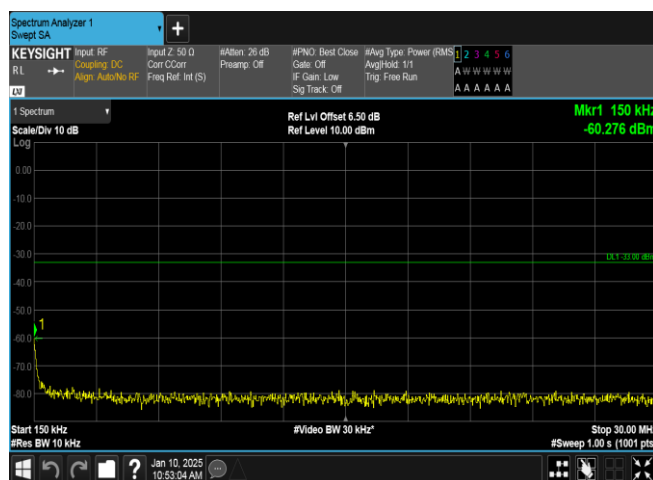 Spectrum Analyzer 1
Swept SA
+
KEYSIGHT
RL
LXI
Input: RF
Coupling: DC
Align: Auto/No RF
Input Z: 50 Ω
Corr CCorr
Freq Ref: Int (S)
#Atten: 26 dB
Preamp: Off
#PNO: Best Close
Gate: Off
IF Gain: Low
Sig Track: Off
#Avg Type: Power (RMS
Avg|Hold: 1/1
Trig: Free Run
1 2 3 4 5 6
A W W W W W
A A A A A A
1 Spectrum
Scale/Div 10 dB
Log
Ref Lvl Offset 6.50 dB
Ref Level 10.00 dBm
Mkr1 150 kHz
-60.276 dBm
0.00
-10.0
-20.0
-30.0
-40.0
-50.0
-60.0
-70.0
-80.0
DL1 -33.00 dBm
1
Start 150 kHz
#Res BW 10 kHz
#Video BW 30 kHz*
Stop 30.00 MHz
#Sweep 1.00 s (1001 pts)
?
Jan 10, 2025
10:53:04 AM